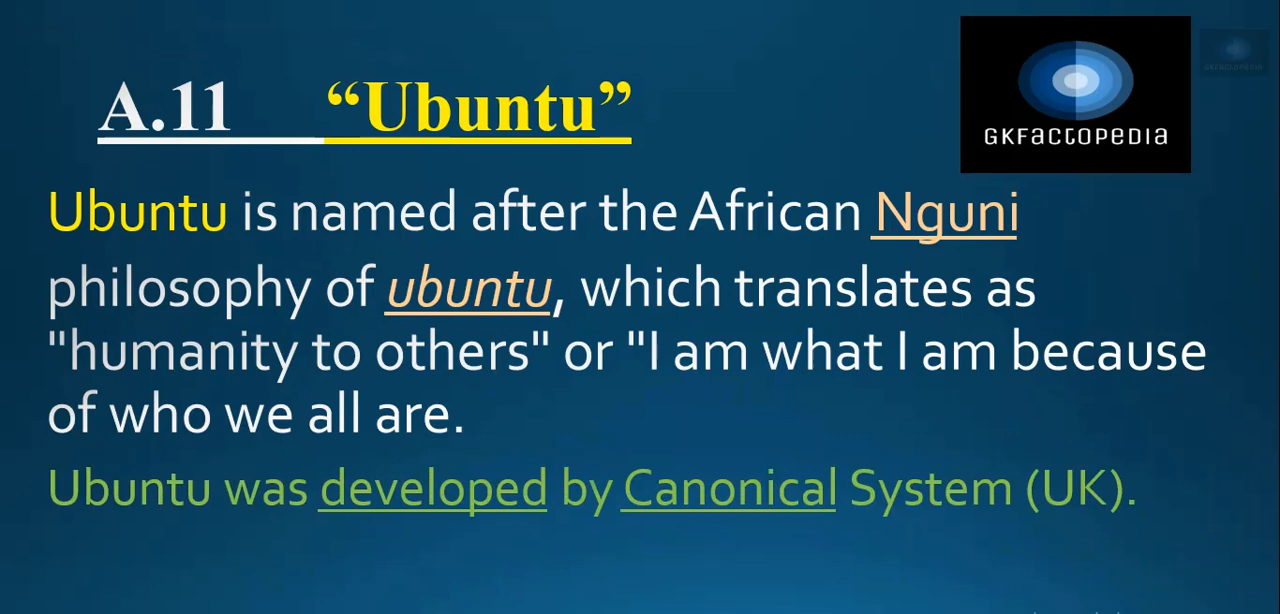 A.11 “Ubuntu”
GKFACTOPEDIA
Ubuntu is named after the African Nguni
philosophy of ubuntu, which translates as
"humanity to others" or "I am what I am because
of who we all are.
Ubuntu was developed by Canonical System (UK).